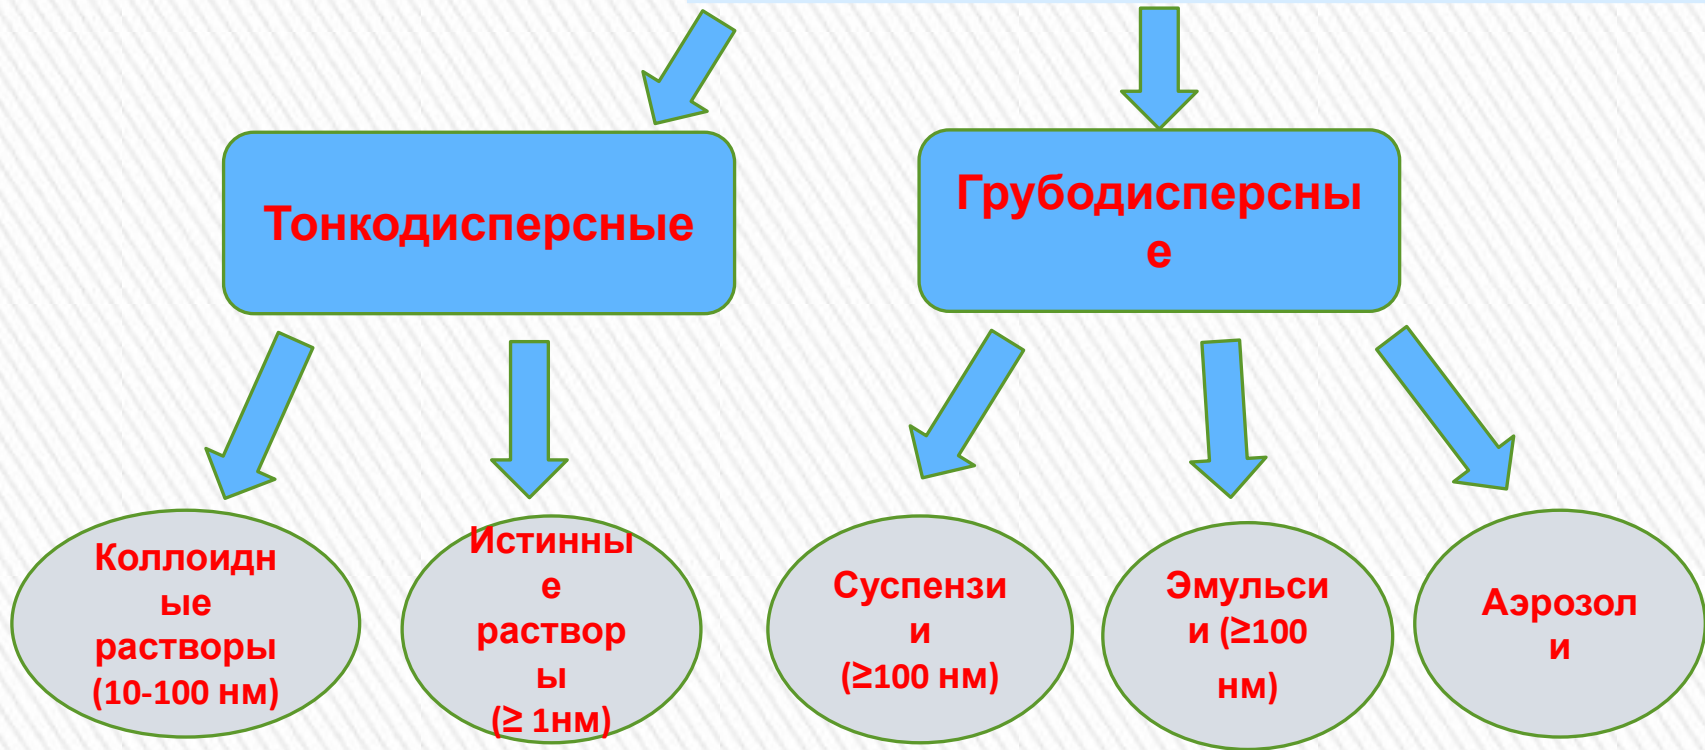 Тонкодисперсные
Грубодисперсны
е
Коллоидн
ые
растворы
(10-100 нм)
Истинны
е
раствор
ы
(≥ 1нм)
Суспензи
и
(≥100 нм)
Эмульси
и (≥100
нм)
Аэрозол
и